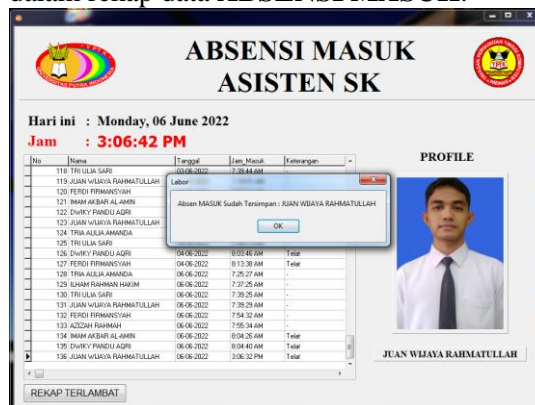 dalam rekap data ABSENSI MASUK.
ABSENSI MASUK
ASISTEN SK
Hari ini : Monday, 06 June 2022
Jam : 3:06:42 PM
PROFILE
No Nama Tanggal Jam_Masuk Keterangan
118 TRI ULIA SARI 03-06-2022 7:39:44 AM -
119 JUAN WIJAYA RAHMATULLAH
120 FERDI FIRMANSYAH
121 IMAM AKBAR AL-AMIN
122 DWIKY PANDU AQRI
123 JUAN WIJAYA RAHMATULLAH
124 TRIA AULIA AMANDA
125 TRI ULIA SARI
126 DWIKY PANDU AQRI 04-06-2022 8:03:46 AM Telat
127 FERDI FIRMANSYAH 04-06-2022 8:13:38 AM Telat
128 TRIA AULIA AMANDA 06-06-2022 7:25:27 AM -
129 ILHAM RAHMAN HAKIM 06-06-2022 7:37:25 AM -
130 TRI ULIA SARI 06-06-2022 7:39:25 AM -
131 JUAN WIJAYA RAHMATULLAH 06-06-2022 7:39:29 AM -
132 FERDI FIRMANSYAH 06-06-2022 7:54:32 AM -
133 AZIZAH RAHMAH 06-06-2022 7:55:34 AM -
134 IMAM AKBAR AL-AMIN 06-06-2022 8:04:26 AM Telat
135 DWIKY PANDU AQRI 06-06-2022 8:04:40 AM Telat
136 JUAN WIJAYA RAHMATULLAH 06-06-2022 3:06:32 PM Telat
Labor
Absen MASUK Sudah Tersimpan : JUAN WIJAYA RAHMATULLAH
OK
JUAN WIJAYA RAHMATULLAH
REKAP TERLAMBAT